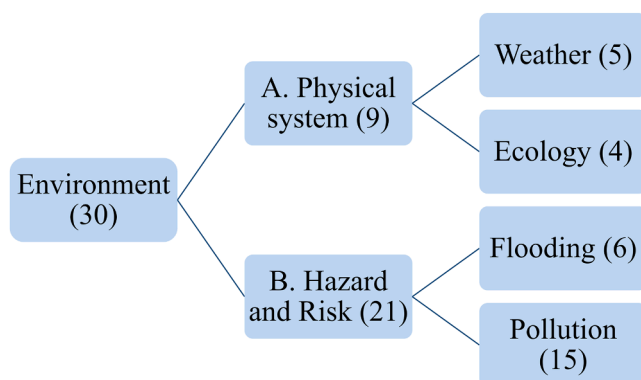 Environment
(30)
A. Physical
system (9)
Weather (5)
Ecology (4)
B. Hazard
and Risk (21)
Flooding (6)
Pollution
(15)